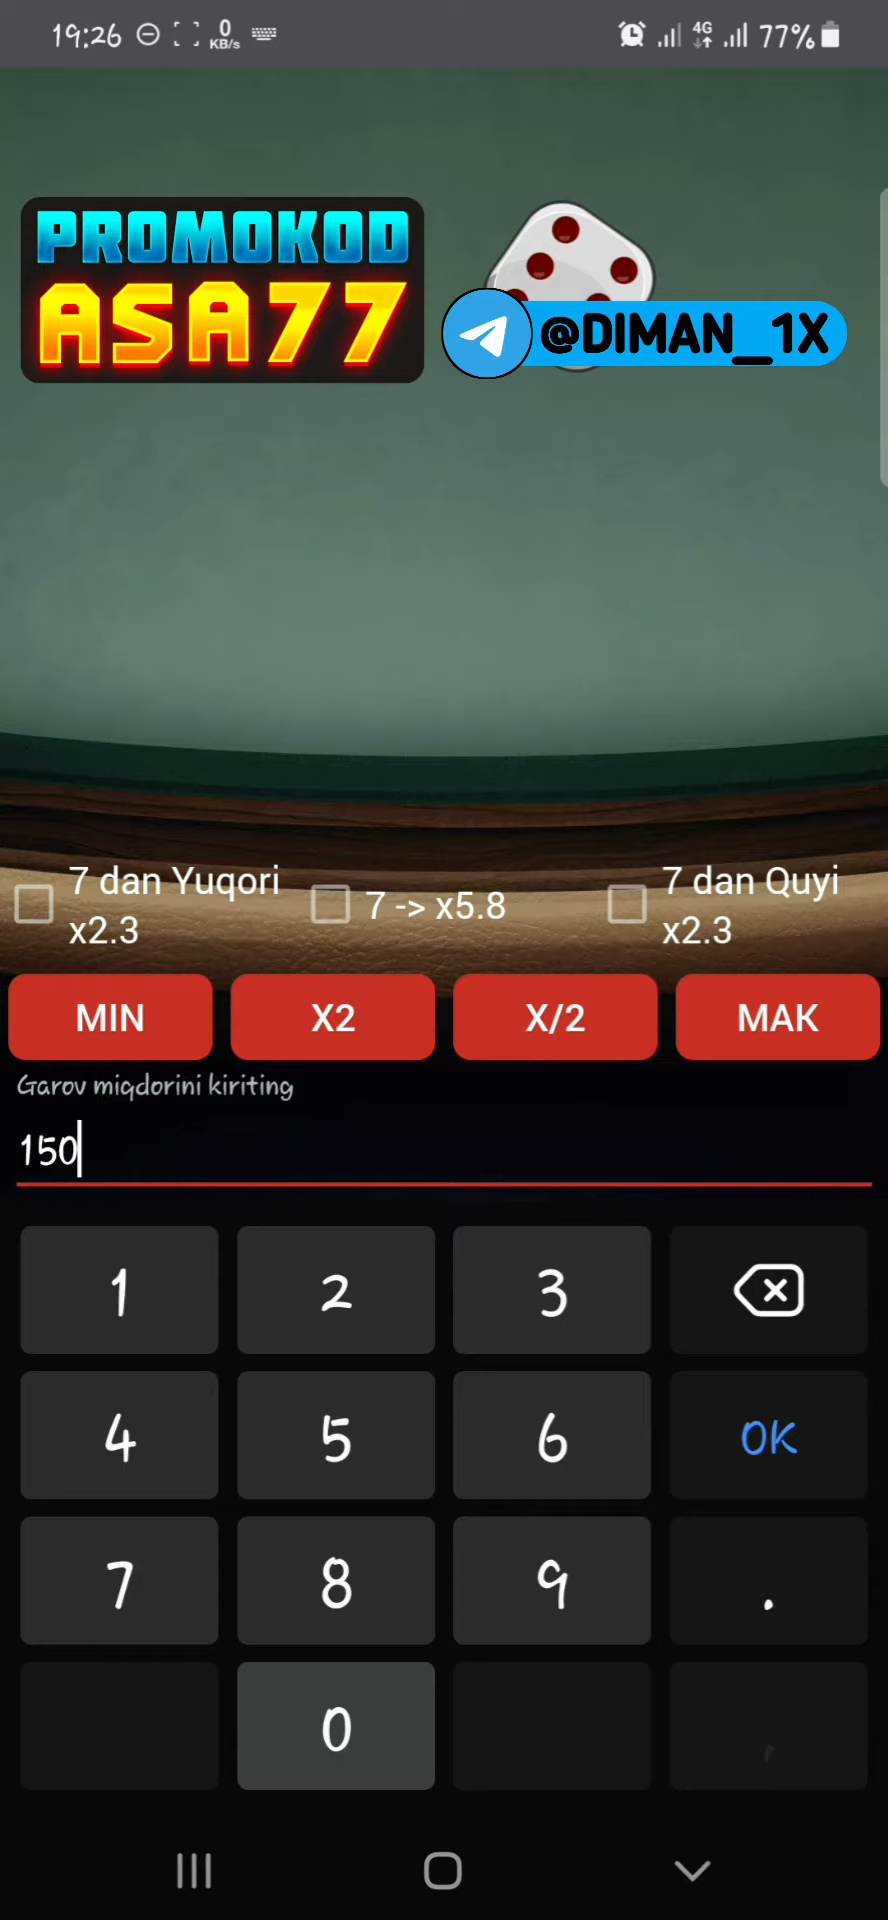 19:26 0 KB/s 4G 77%
PROMOKOD
ASA77
@DIMAN_1X
7 dan Yuqori x2.3
7 -> x5.8
7 dan Quyi x2.3
MIN X2 X/2 MAK
Garov miqdorini kiriting
150
1 2 3
4 5 6 OK
7 8 9 .
0 ,